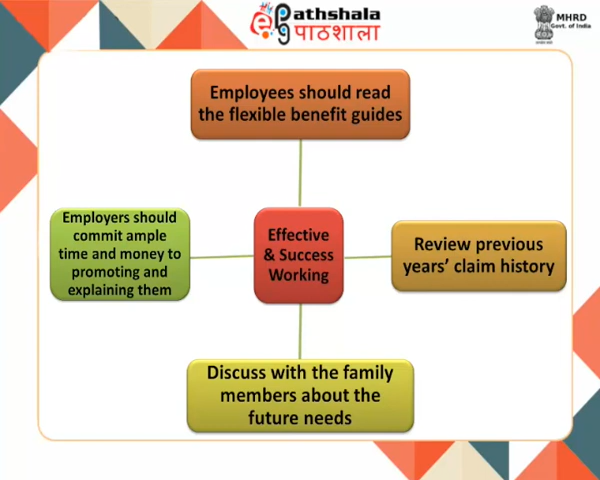 Pathshala
पाठशाला
MHRD
Govt. of India
Employees should read
the flexible benefit guides
Employers should
commit ample
time and money to
promoting and
explaining them
Effective
& Success
Working
Review previous
years' claim history
Discuss with the family
members about the
future needs